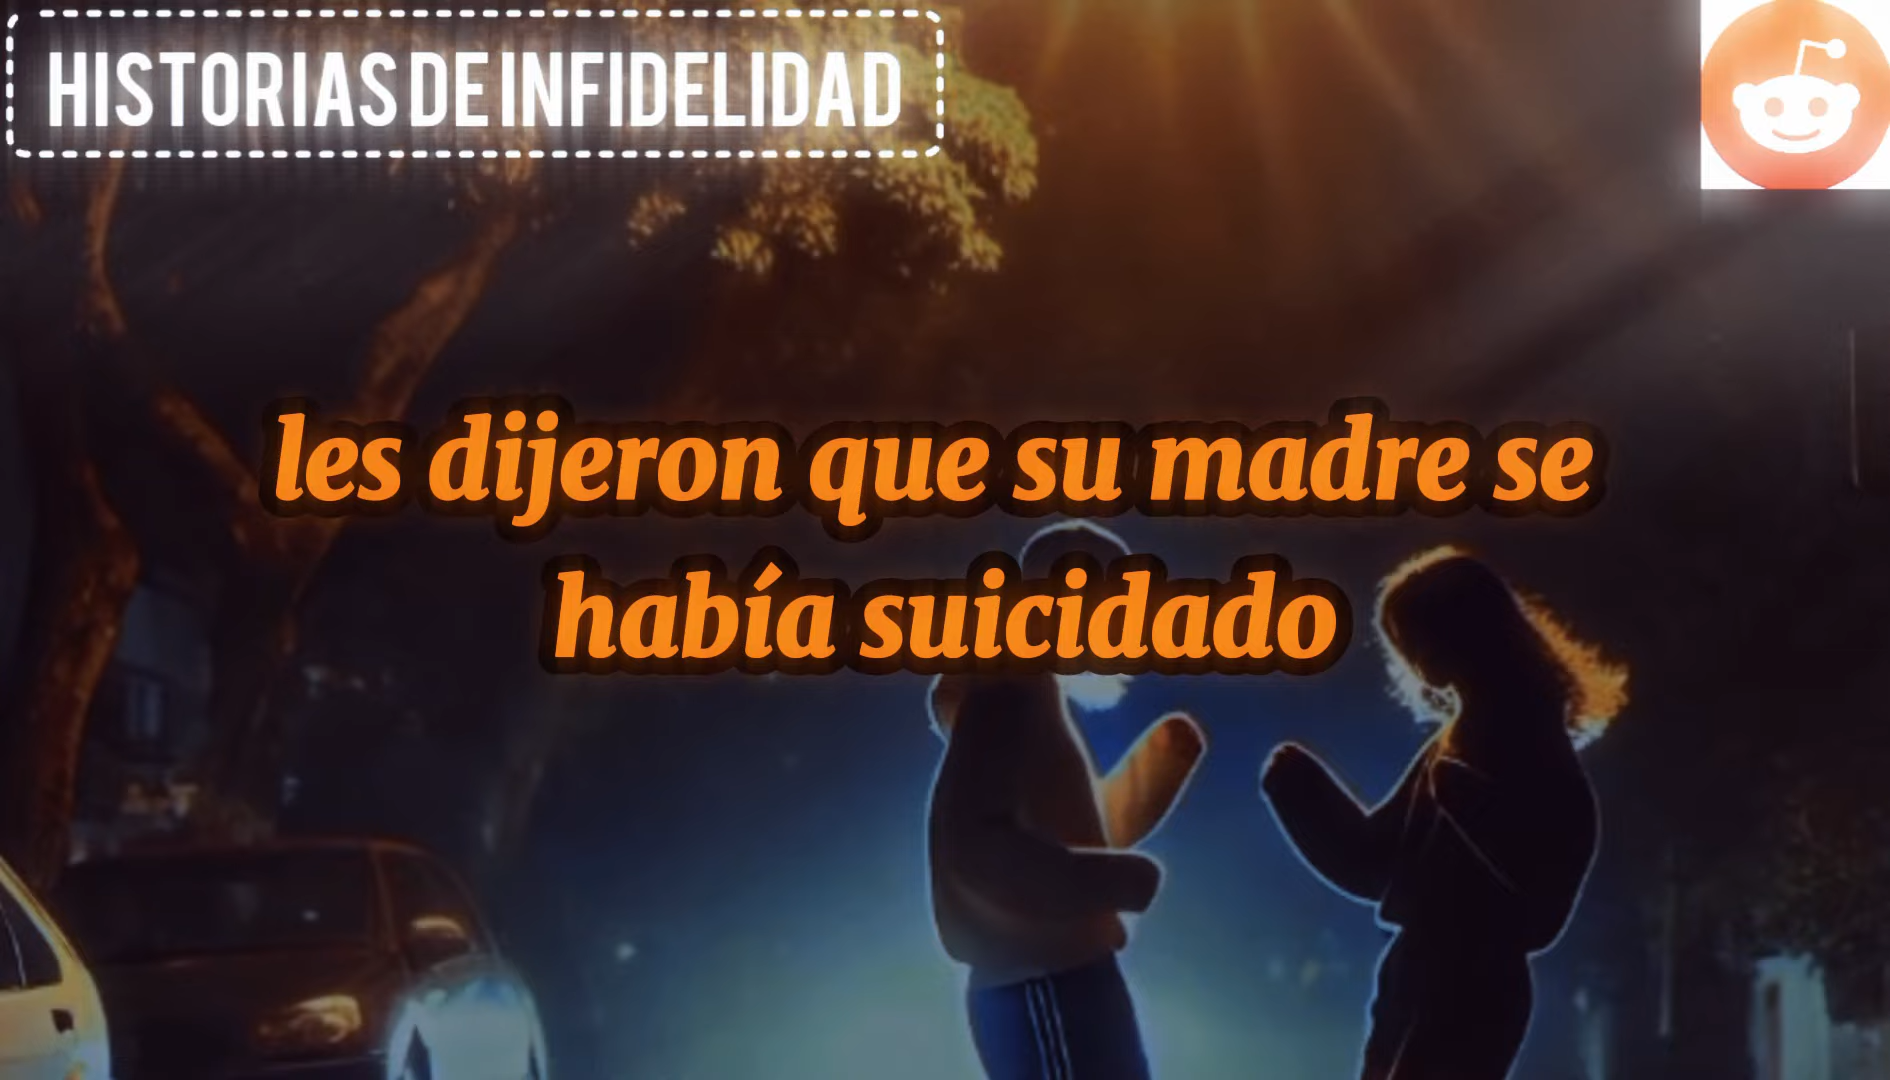 HISTORIAS DE INFIDELIDAD
les dijeron que su madre se
había suicidado